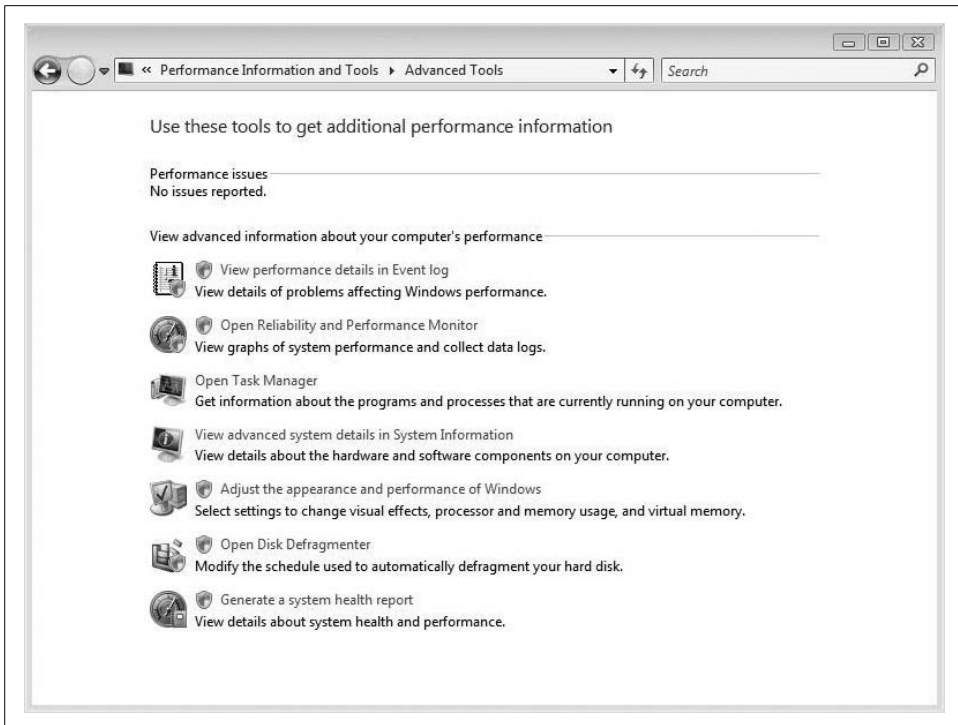 « Performance Information and Tools ▸ Advanced Tools
Search
Use these tools to get additional performance information
Performance issues
No issues reported.
View advanced information about your computer's performance
View performance details in Event log
View details of problems affecting Windows performance.
Open Reliability and Performance Monitor
View graphs of system performance and collect data logs.
Open Task Manager
Get information about the programs and processes that are currently running on your computer.
View advanced system details in System Information
View details about the hardware and software components on your computer.
Adjust the appearance and performance of Windows
Select settings to change visual effects, processor and memory usage, and virtual memory.
Open Disk Defragmenter
Modify the schedule used to automatically defragment your hard disk.
Generate a system health report
View details about system health and performance.